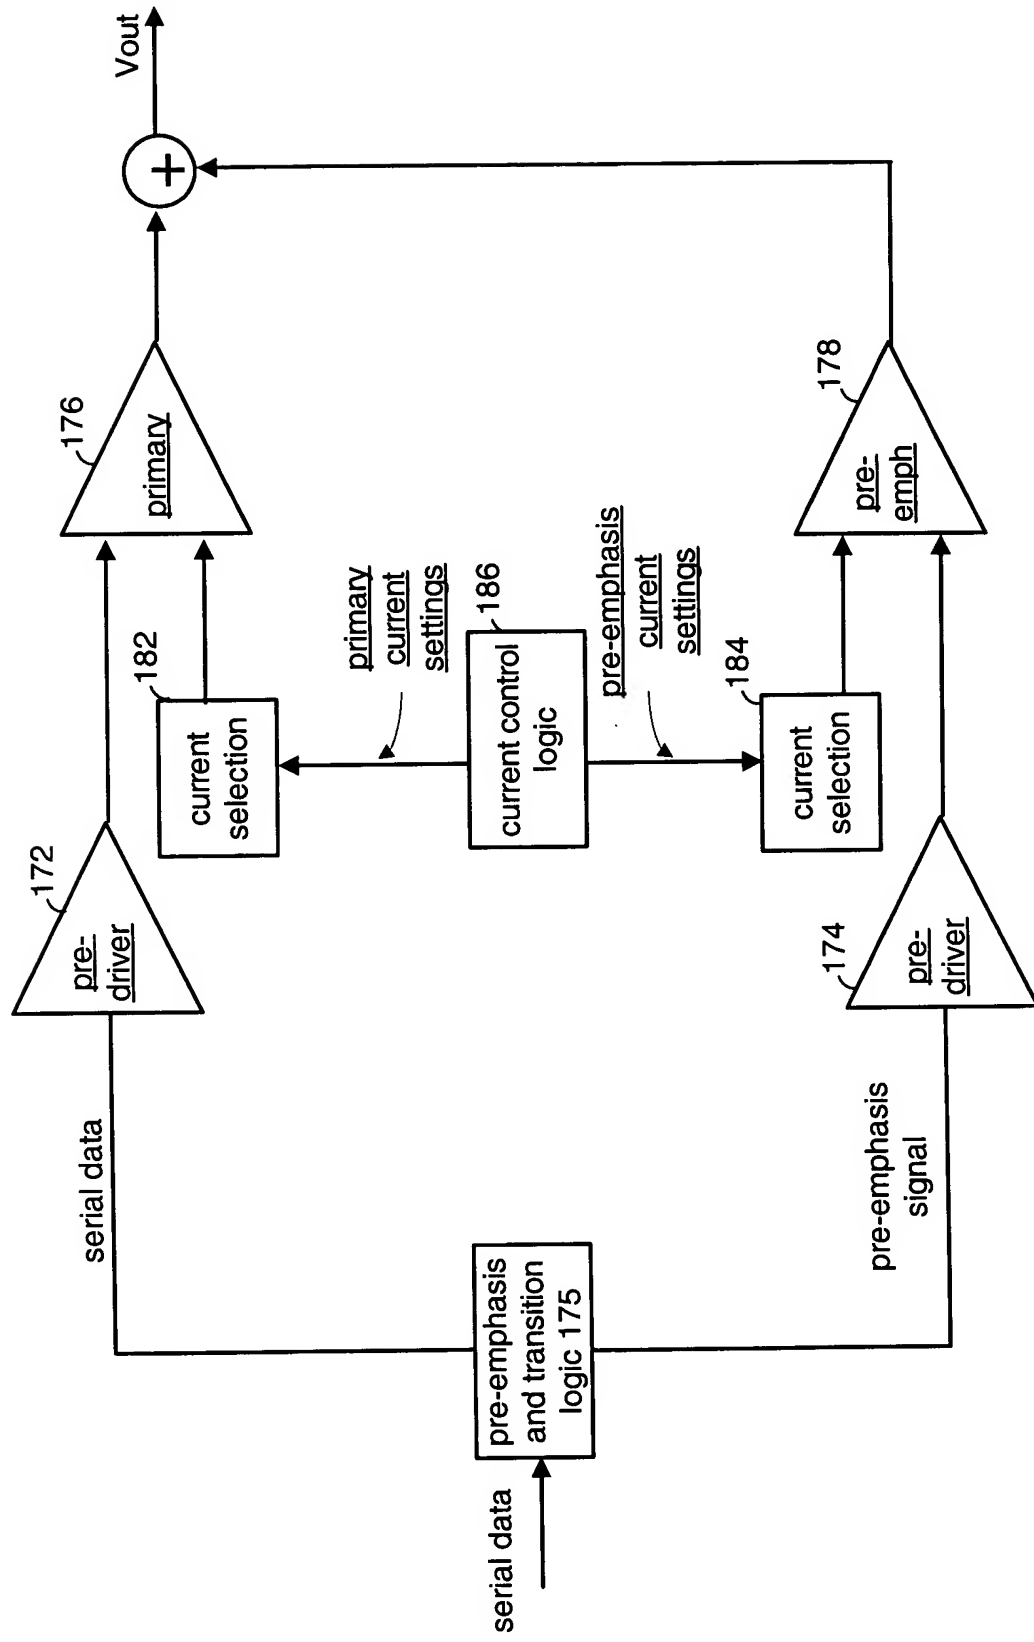 serial data
pre-emphasis
and transition
logic 175
serial data
pre-emphasis
signal
172
pre-
driver
174
pre-
driver
182
current
selection
primary
current
settings
current control
logic
186
pre-emphasis
current
settings
184
current
selection
176
primary
178
pre-
emph
+
Vout